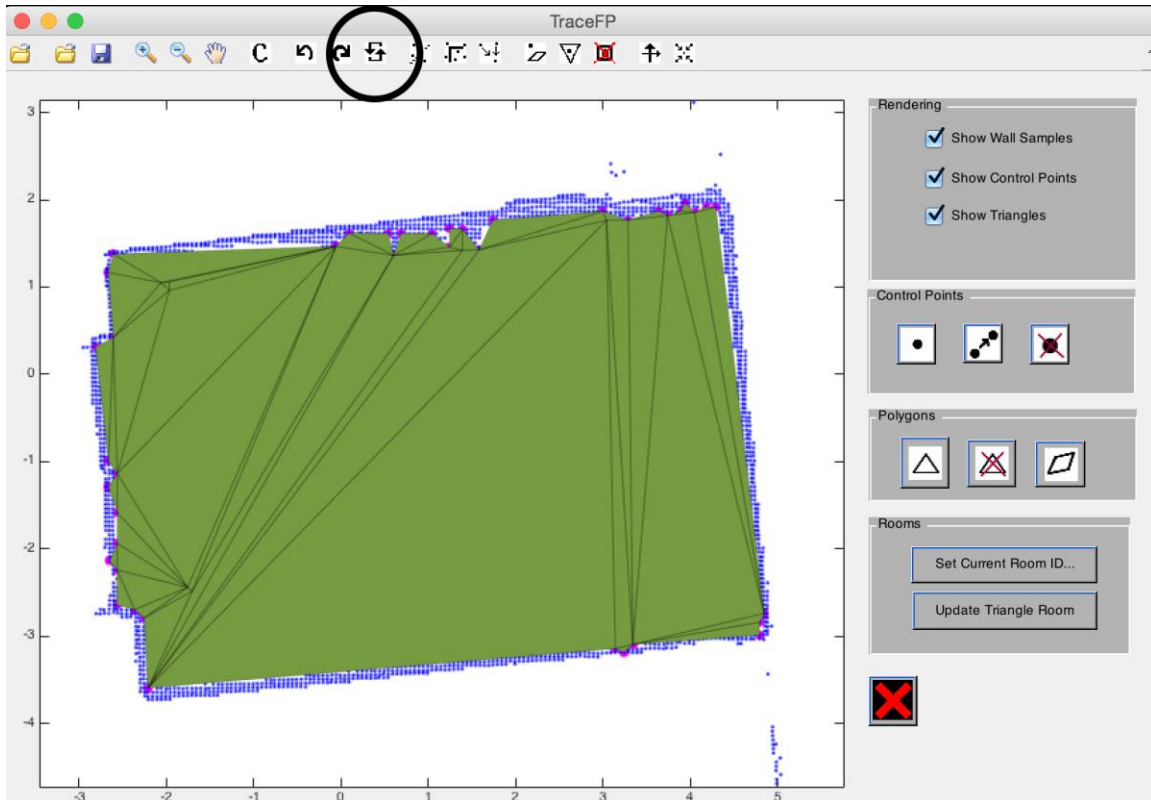 TraceFP
C
Rendering
Show Wall Samples
Show Control Points
Show Triangles
Control Points
Polygons
Rooms
Set Current Room ID...
Update Triangle Room
3
2
1
0
-1
-2
-3
-4
-3 -2 -1 0 1 2 3 4 5